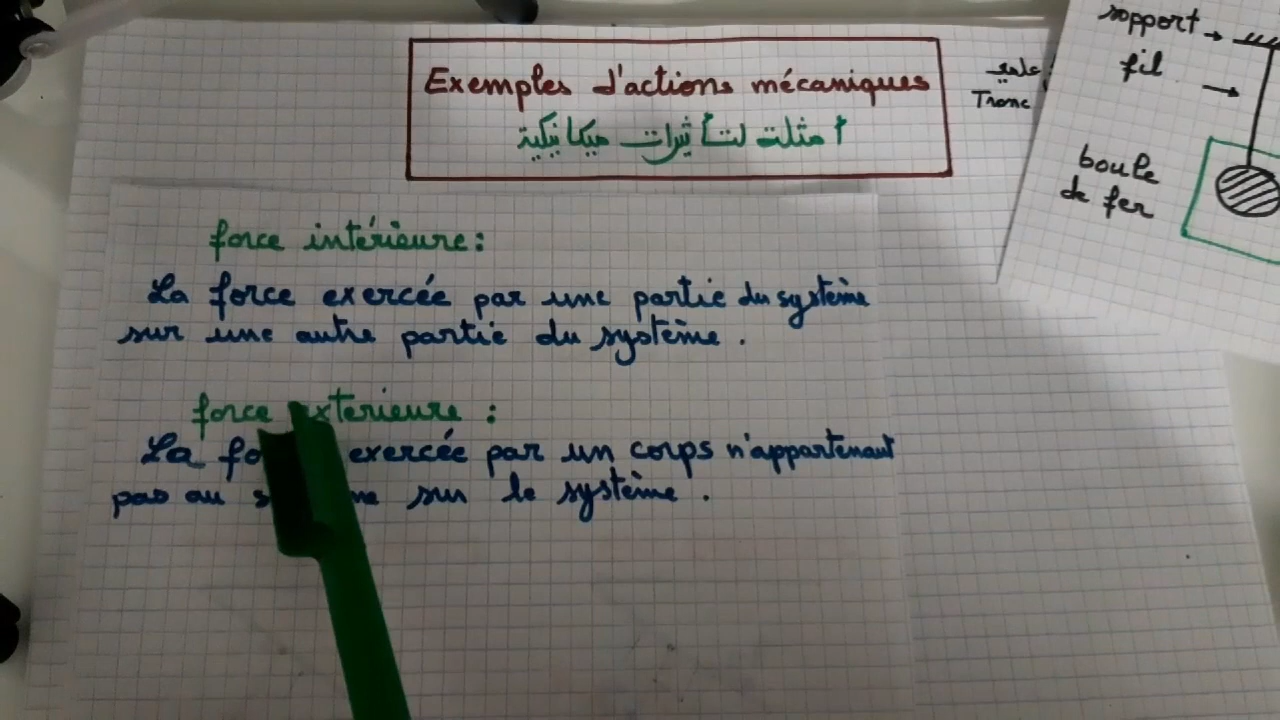 Exemples d'actions mécaniques
أمثلة لتأثيرات ميكانيكية
علمي
Tronc
support
fil
boule
de fer
force intérieure:
La force exercée par une partie du système
sur une autre partie du système.
force extérieure :
La exercée par un corps n'appartenant
pas au sur le système.